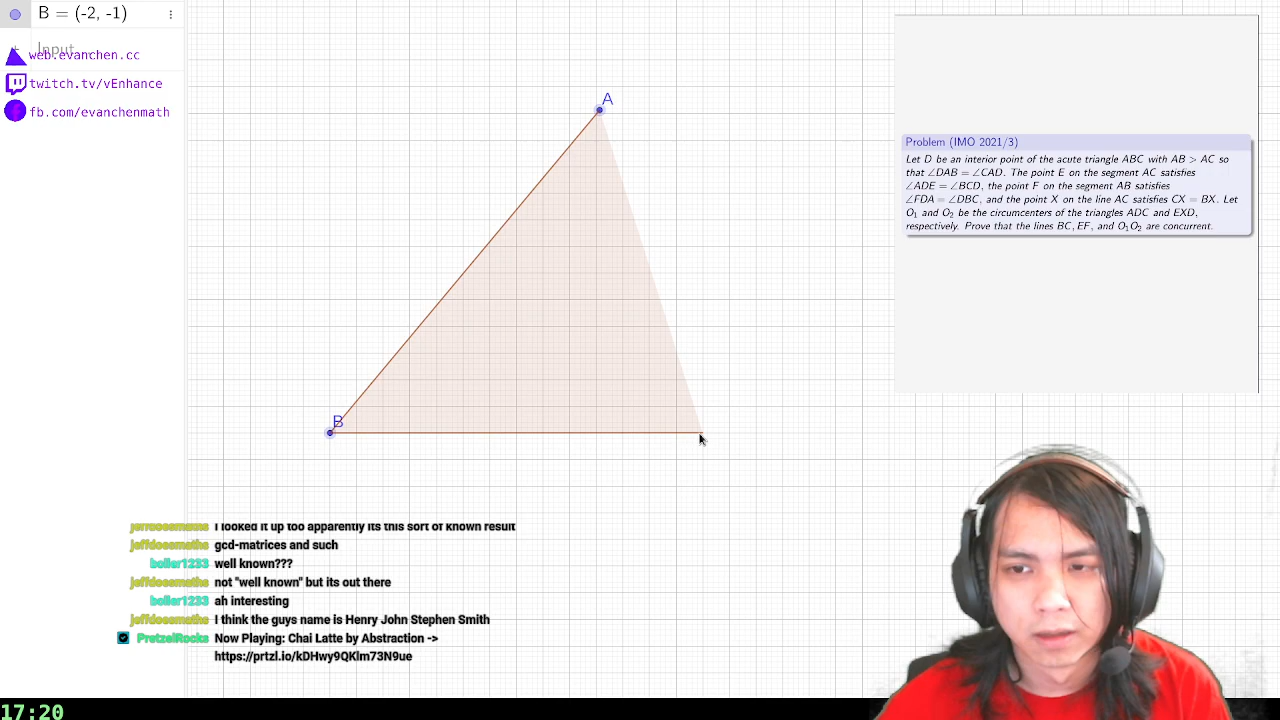 B = (-2, -1)
Input...
web.evanchen.cc
twitch.tv/vEnhance
fb.com/evanchenmath
A
B
Problem (IMO 2021/3)
Let D be an interior point of the acute triangle ABC with AB > AC so
that ∠DAB = ∠CAD. The point E on the segment AC satisfies
∠ADE = ∠BCD, the point F on the segment AB satisfies
∠FDA = ∠DBC, and the point X on the line AC satisfies CX = BX. Let
O₁ and O₂ be the circumcenters of the triangles ADC and EXD,
respectively. Prove that the lines BC, EF, and O₁O₂ are concurrent.
jeffdoesmaths I looked it up too apparently its this sort of known result
jeffdoesmaths gcd-matrices and such
boiler1233 well known???
jeffdoesmaths not "well known" but its out there
boiler1233 ah interesting
jeffdoesmaths I think the guys name is Henry John Stephen Smith
PretzelRocks Now Playing: Chai Latte by Abstraction ->
https://prtzl.io/kDHwy9QKlm73N9ue
17:20